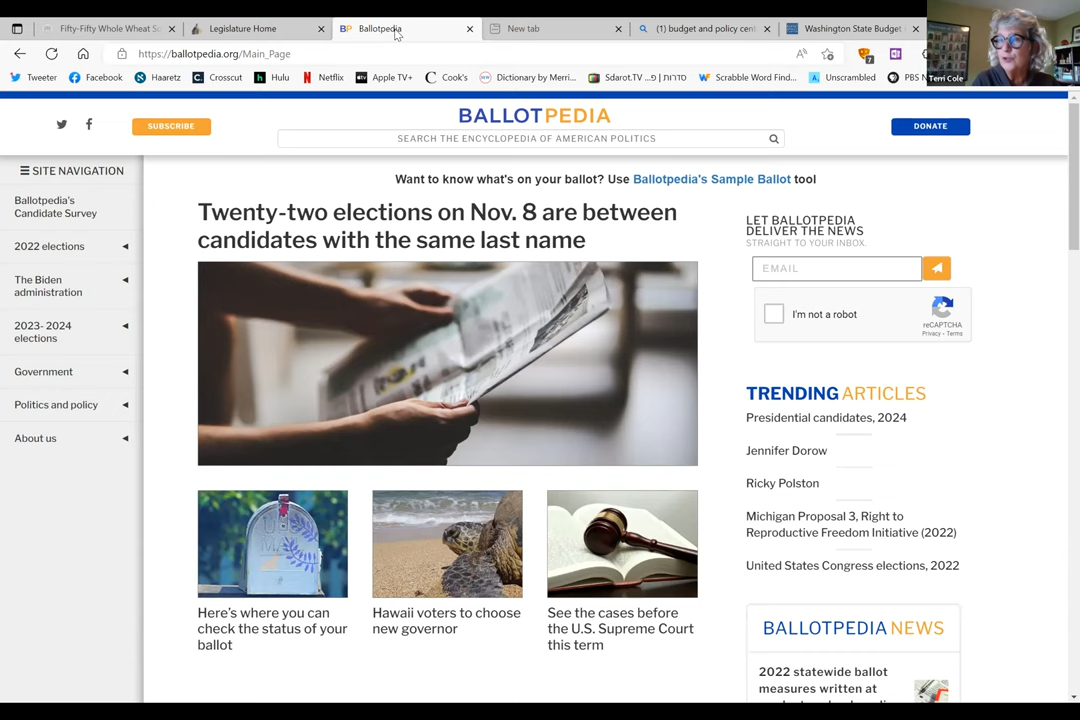 Fifty-Fifty Whole Wheat So
Legislature Home
BP Ballotpedia
New tab
(1) budget and policy cent
Washington State Budget
https://ballotpedia.org/Main_Page
7
Tweeter
Facebook
Haaretz
Crosscut
Hulu
Netflix
Apple TV+
Cook's
Dictionary by Merri...
Sdarot.TV ...סדרות | פ
Scrabble Word Find...
Unscrambled
PBS N
Terri Cole
BALLOTPEDIA
SUBSCRIBE
SEARCH THE ENCYCLOPEDIA OF AMERICAN POLITICS
DONATE
SITE NAVIGATION
Ballotpedia's
Candidate Survey
2022 elections
The Biden
administration
2023- 2024
elections
Government
Politics and policy
About us
Want to know what's on your ballot? Use Ballotpedia's Sample Ballot tool
Twenty-two elections on Nov. 8 are between
candidates with the same last name
Here's where you can
check the status of your
ballot
Hawaii voters to choose
new governor
See the cases before
the U.S. Supreme Court
this term
LET BALLOTPEDIA
DELIVER THE NEWS
STRAIGHT TO YOUR INBOX.
EMAIL
I'm not a robot
reCAPTCHA
Privacy - Terms
TRENDING ARTICLES
Presidential candidates, 2024
Jennifer Dorow
Ricky Polston
Michigan Proposal 3, Right to
Reproductive Freedom Initiative (2022)
United States Congress elections, 2022
BALLOTPEDIA NEWS
2022 statewide ballot
measures written at